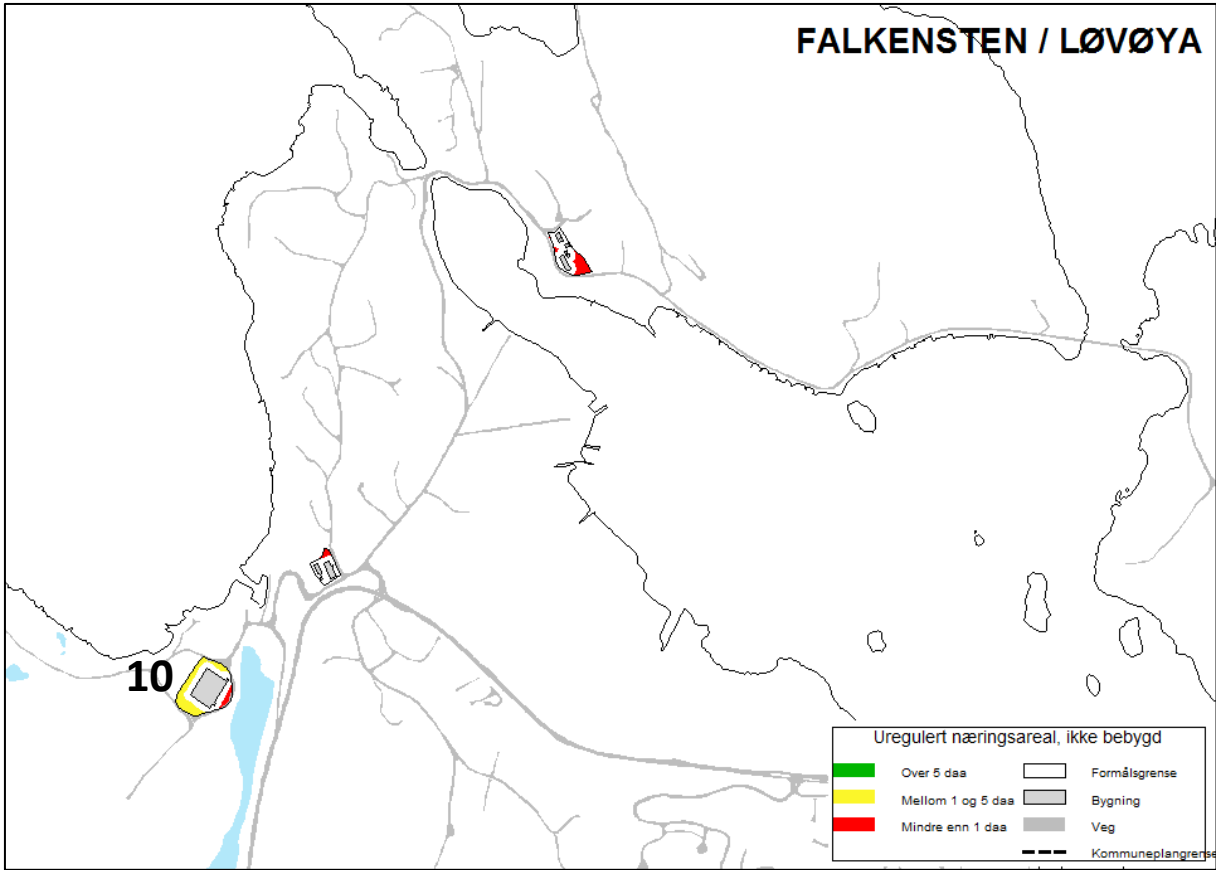 FALKENSTEN / LØVØYA
10
Uregulert næringsareal, ikke bebygd
Over 5 daa
Formålsgrense
Mellom 1 og 5 daa
Bygning
Mindre enn 1 daa
Veg
Kommuneplangrense